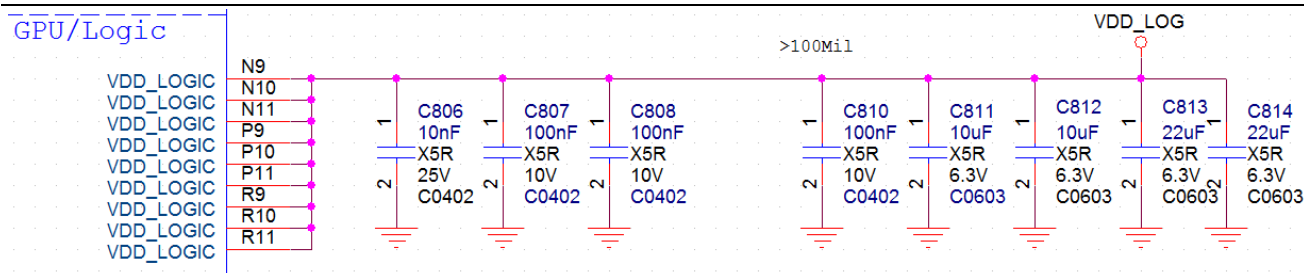 GPU/Logic
VDD_LOG
>100Mil
VDD_LOGIC N9
VDD_LOGIC N10
VDD_LOGIC N11
VDD_LOGIC P9
VDD_LOGIC P10
VDD_LOGIC P11
VDD_LOGIC R9
VDD_LOGIC R10
VDD_LOGIC R11
1
2
C806
10nF
X5R
25V
C0402
1
2
C807
100nF
X5R
10V
C0402
1
2
C808
100nF
X5R
10V
C0402
1
2
C810
100nF
X5R
10V
C0402
1
2
C811
10uF
X5R
6.3V
C0603
1
2
C812
10uF
X5R
6.3V
C0603
1
2
C813
22uF
X5R
6.3V
C0603
1
2
C814
22uF
X5R
6.3V
C0603